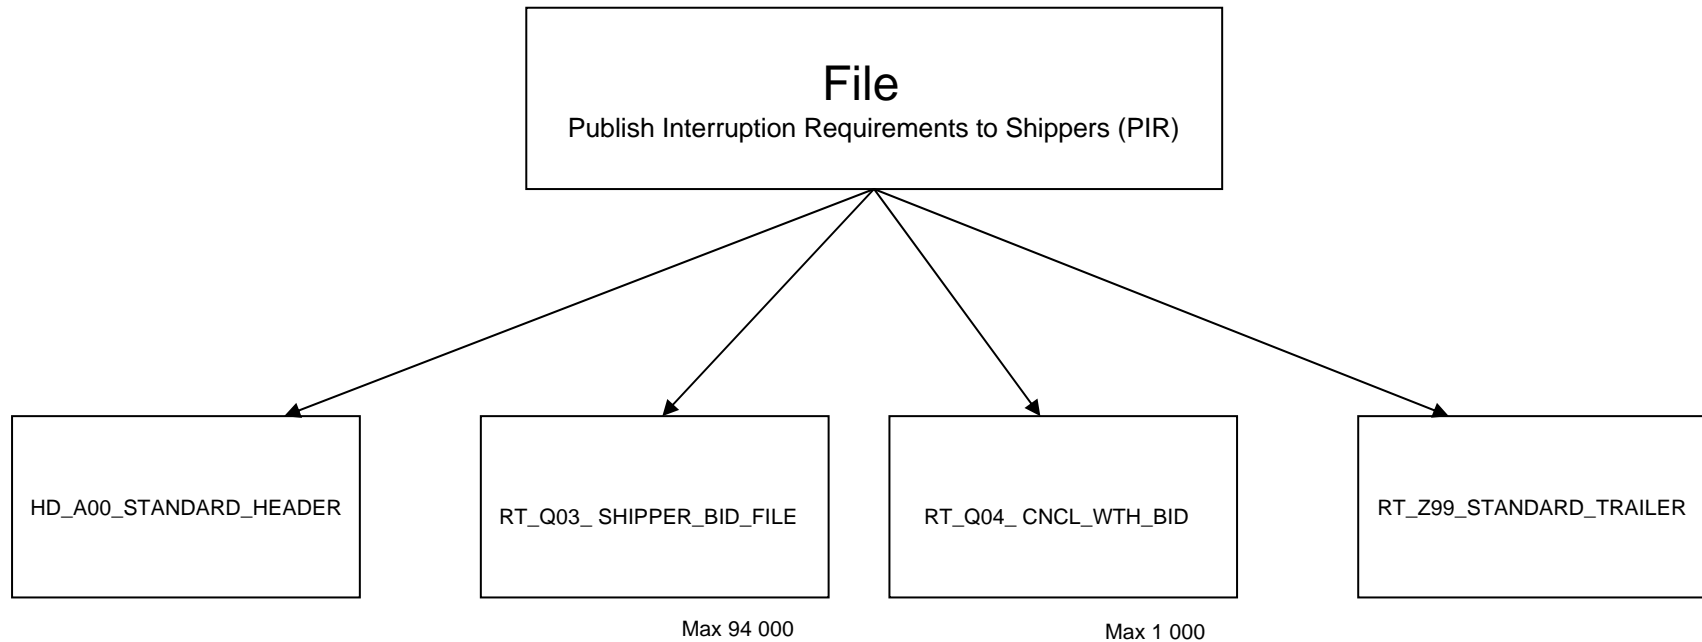 File
Publish Interruption Requirements to Shippers (PIR)
HD_A00_STANDARD_HEADER
RT_Q03_ SHIPPER_BID_FILE
RT_Q04_ CNCL_WTH_BID
RT_Z99_STANDARD_TRAILER
Max 94 000
Max 1 000